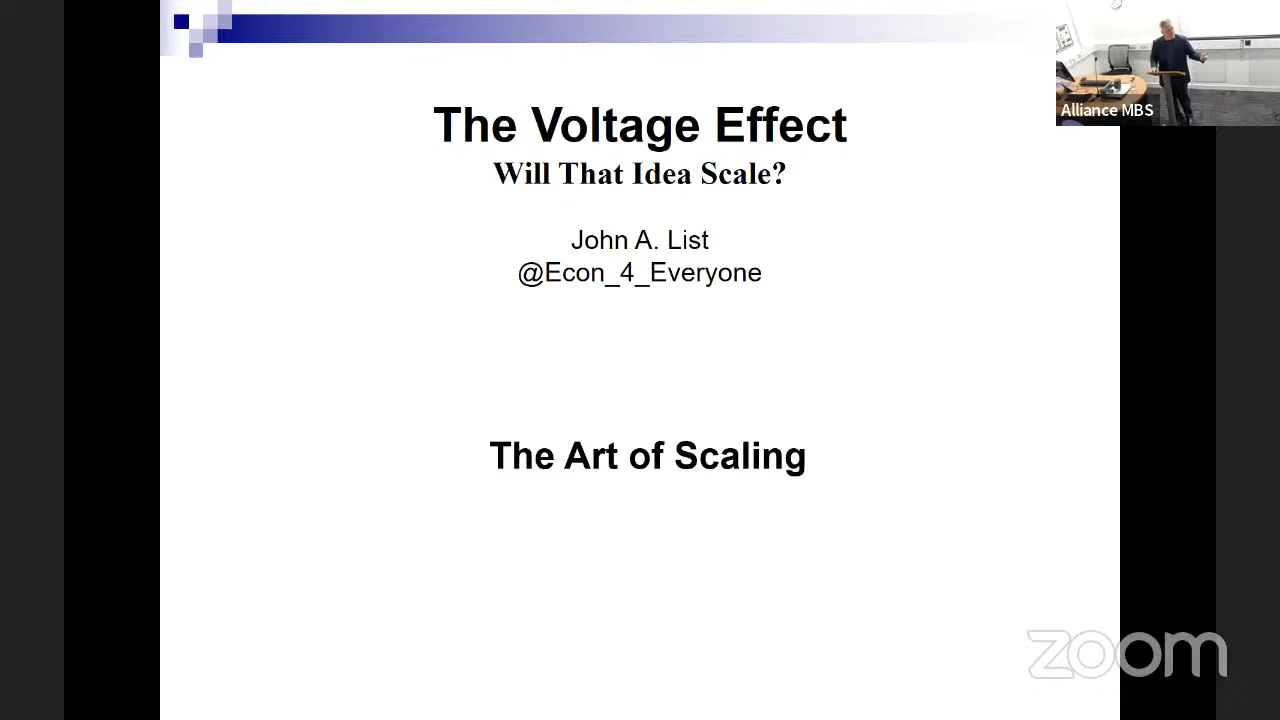 The Voltage Effect
Will That Idea Scale?
John A. List
@Econ_4_Everyone
The Art of Scaling
Alliance MBS
zoom